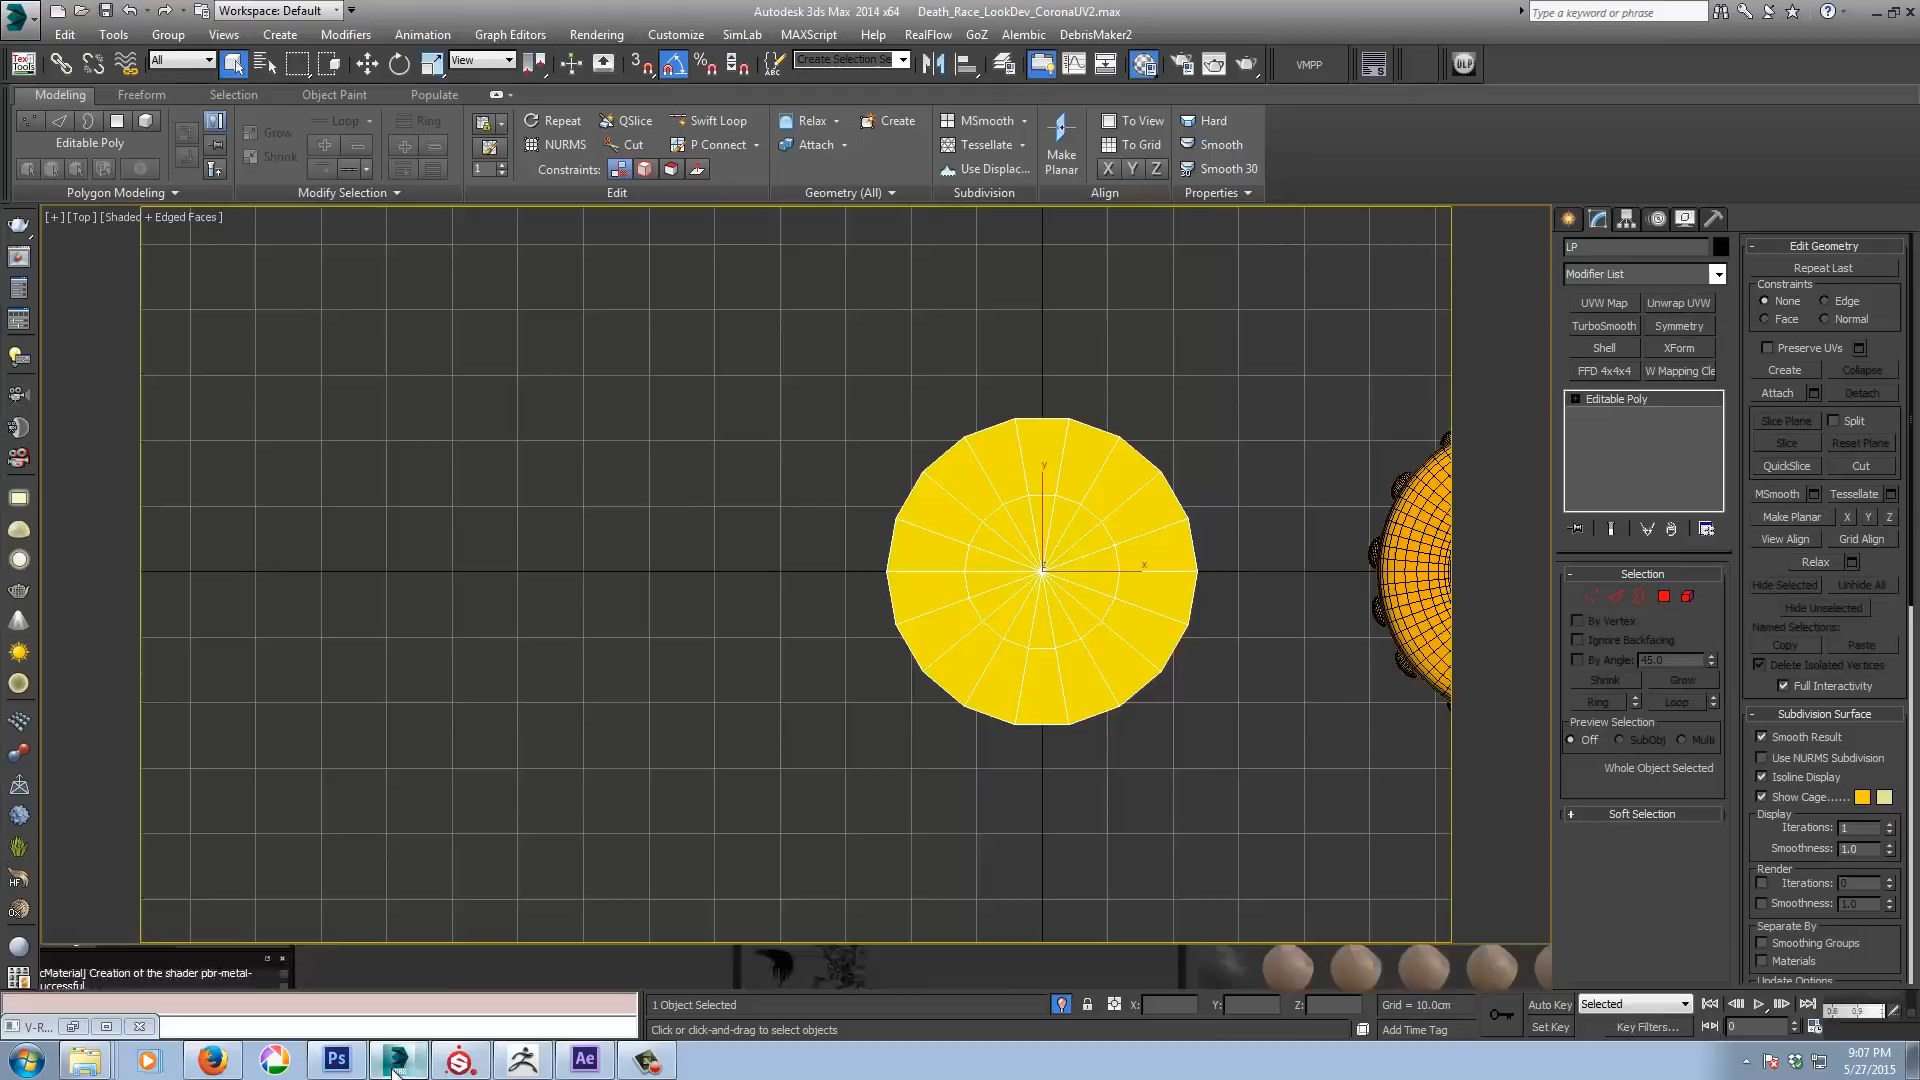 Workspace: Default
Autodesk 3ds Max 2014 x64 Death_Race_LookDev_CoronaUV2.max
Type a keyword or phrase
Edit Tools Group Views Create Modifiers Animation Graph Editors Rendering Customize SimLab MAXScript Help RealFlow GoZ Alembic DebrisMaker2
All View Create Selection Se VMPP DLP
Modeling Freeform Selection Object Paint Populate
Editable Poly
Polygon Modeling
Grow Loop Ring
Shrink
Modify Selection
Repeat QSlice Swift Loop
NURMS Cut P Connect
1 Constraints:
Edit
Relax Create
Attach
Geometry (All)
MSmooth
Tessellate
Use Displac...
Subdivision
Make Planar
To View
To Grid
X Y Z
Align
Hard
Smooth
Smooth 30
Properties
[+] [Top] [Shaded + Edged Faces]
y
x
LP
Modifier List
UVW Map Unwrap UVW
TurboSmooth Symmetry
Shell XForm
FFD 4x4x4 W Mapping Cle
Editable Poly
Selection
By Vertex
Ignore Backfacing
By Angle: 45.0
Shrink Grow
Ring Loop
Preview Selection
Off SubObj Multi
Whole Object Selected
Soft Selection
Edit Geometry
Repeat Last
Constraints
None Edge
Face Normal
Preserve UVs
Create Collapse
Attach Detach
Slice Plane Split
Slice Reset Plane
QuickSlice Cut
MSmooth Tessellate
Make Planar X Y Z
View Align Grid Align
Relax
Hide Selected Unhide All
Hide Unselected
Named Selections:
Copy Paste
Delete Isolated Vertices
Full Interactivity
Subdivision Surface
Smooth Result
Use NURMS Subdivision
Isoline Display
Show Cage......
Display
Iterations: 1
Smoothness: 1.0
Render
Iterations: 0
Smoothness: 1.0
Separate By
Smoothing Groups
Materials
Update Options
cMaterial] Creation of the shader pbr-metal-
uccessful
1 Object Selected X: Y: Z: Grid = 10.0cm Auto Key Selected
Click or click-and-drag to select objects Add Time Tag Set Key Key Filters... 0
V-R...
0.8 0.9
Ps Ae
9:07 PM
5/27/2015